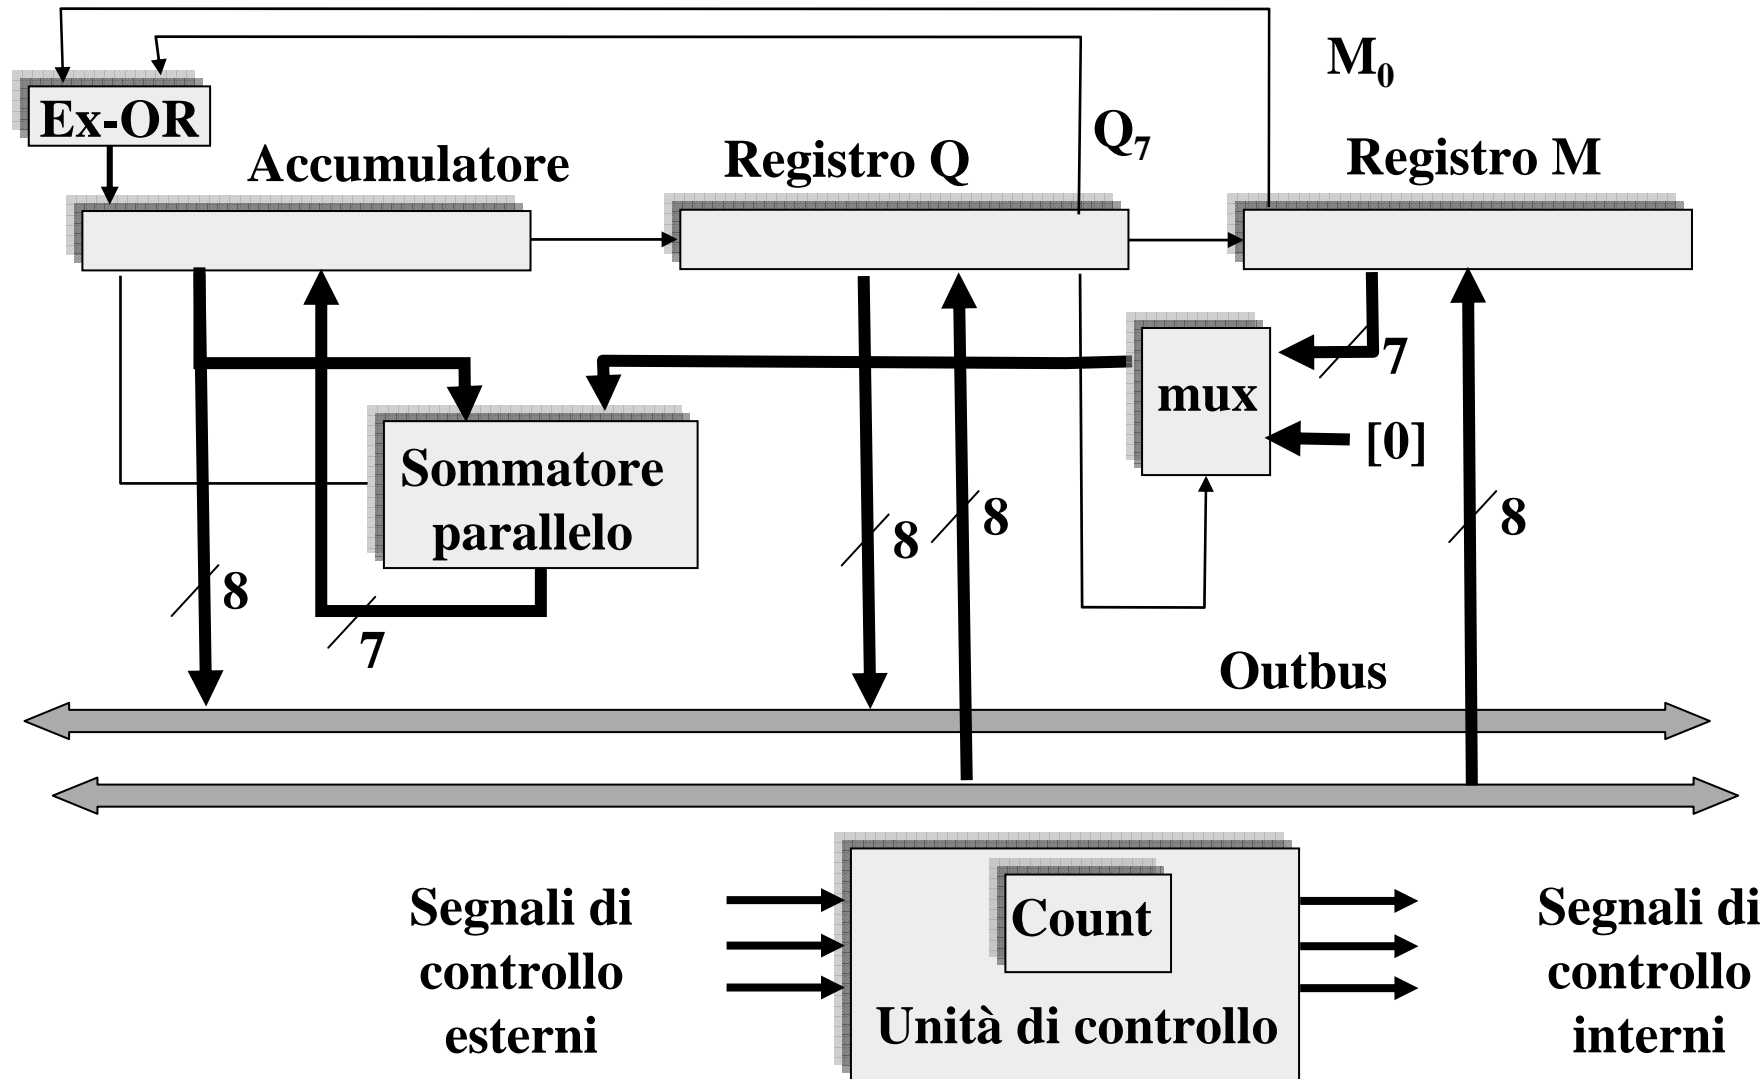 M₀
Ex-OR
Q₇
Accumulatore
Registro Q
Registro M
7
mux
[0]
Sommatore
parallelo
8
8
8
8
7
Outbus
Segnali di
controllo
esterni
Count
Unità di controllo
Segnali di
controllo
interni